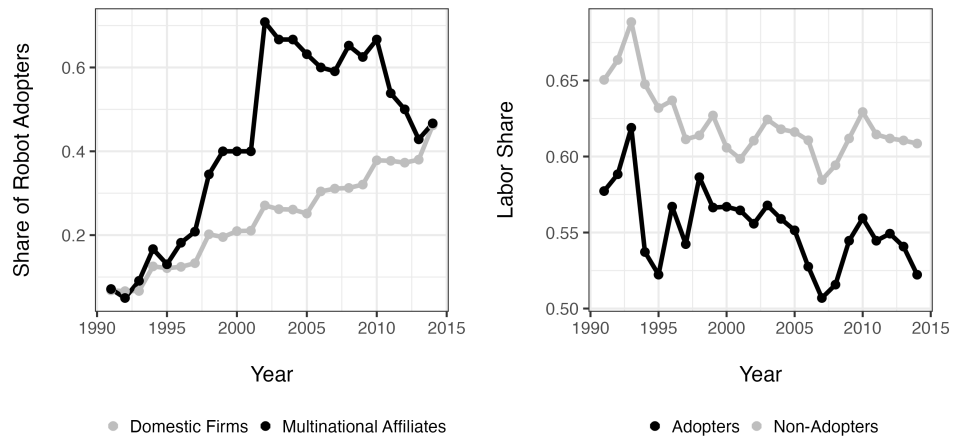 Share of Robot Adopters
0.6
0.4
0.2
1990 1995 2000 2005 2010 2015
Year
Domestic Firms Multinational Affiliates
Labor Share
0.65
0.60
0.55
0.50
1990 1995 2000 2005 2010 2015
Year
Adopters Non-Adopters